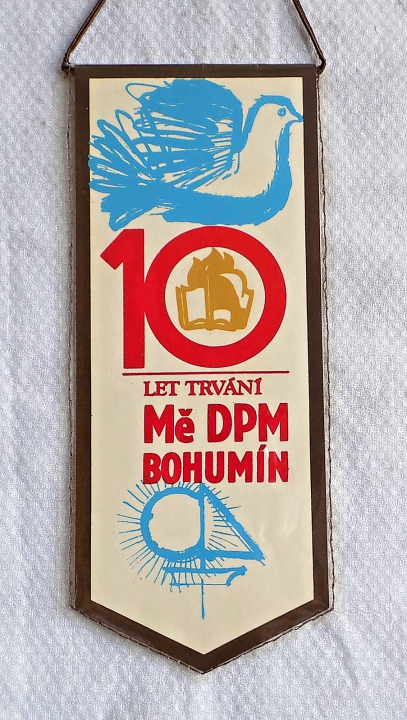 10
LET TRVÁNÍ
Mě DPM
BOHUMÍN